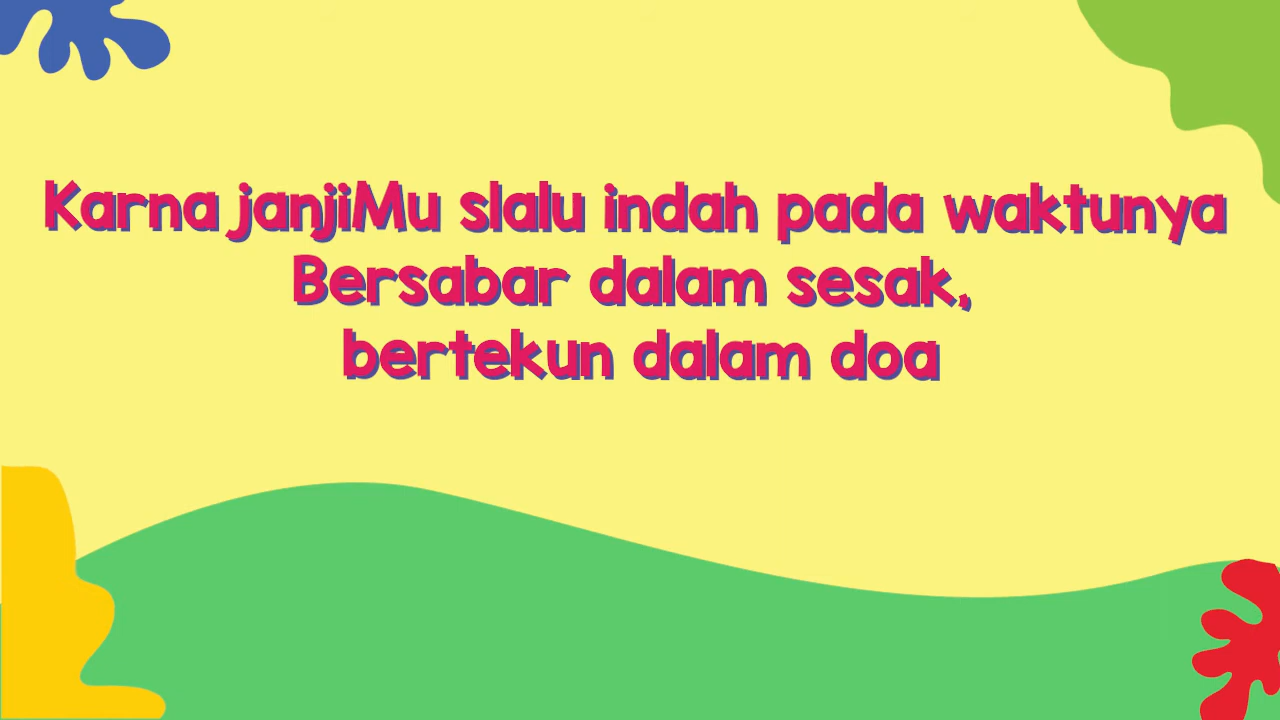 Karna janjiMu slalu indah pada waktunya
Bersabar dalam sesak,
bertekun dalam doa